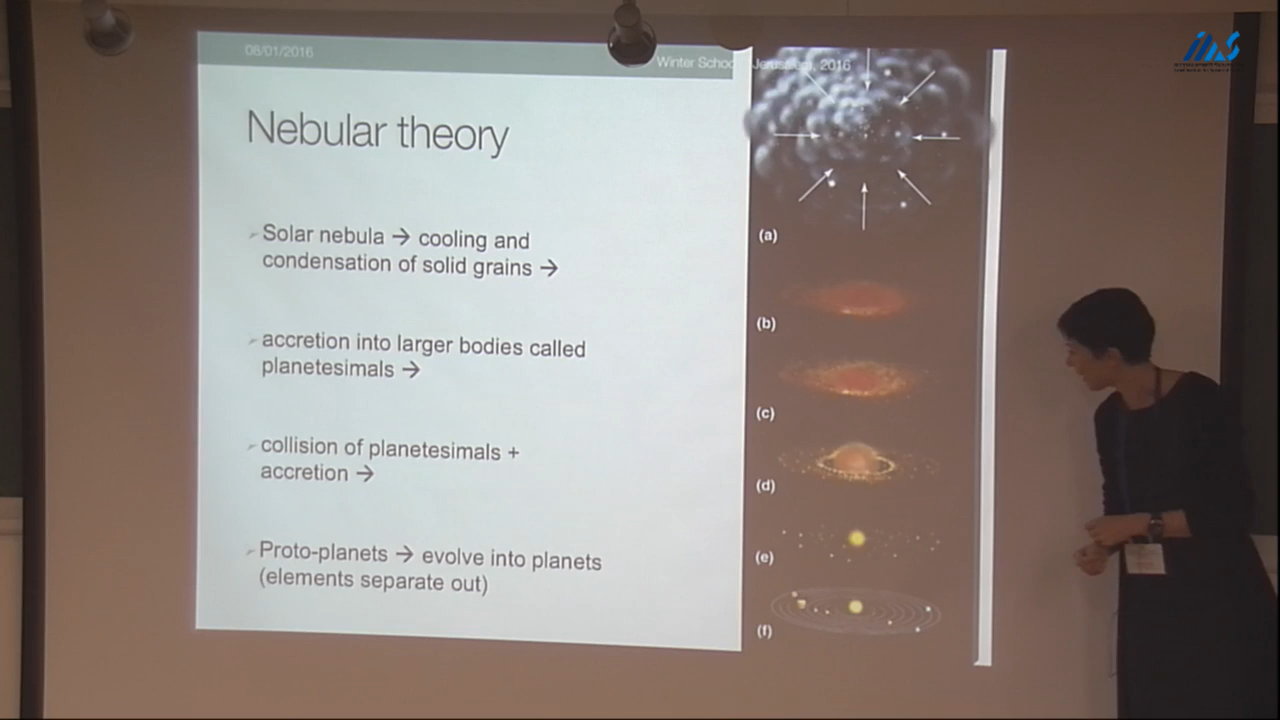 08/01/2016
Winter School Jerusalem, 2016
Nebular theory
Solar nebula → cooling and
condensation of solid grains →
accretion into larger bodies called
planetesimals →
collision of planetesimals +
accretion →
Proto-planets → evolve into planets
(elements separate out)
(a)
(b)
(c)
(d)
(e)
(f)